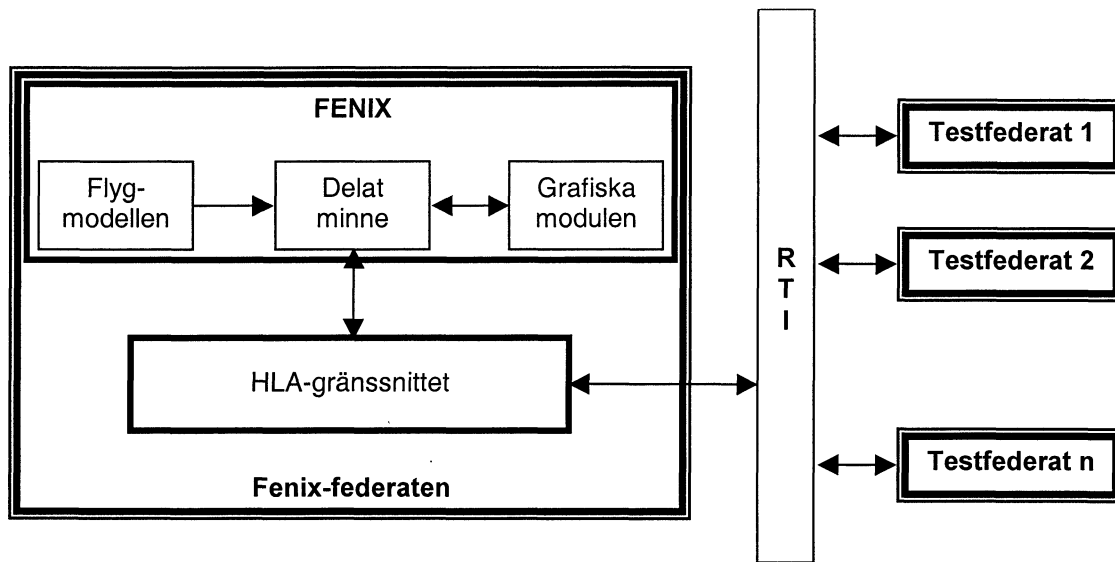 FENIX
Flyg-
modellen
Delat
minne
Grafiska
modulen
HLA-gränssnittet
Fenix-federaten
R
T
I
Testfederat 1
Testfederat 2
Testfederat n